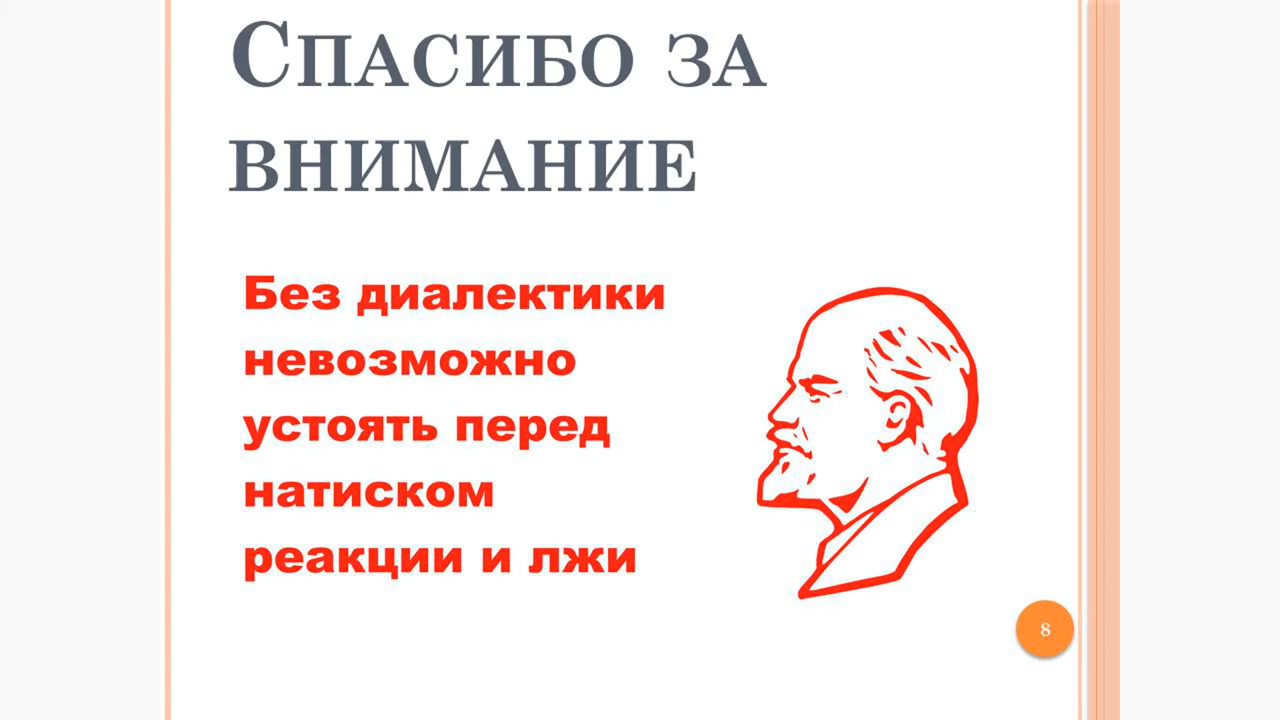 Спасибо за
внимание
Без диалектики
невозможно
устоять перед
натиском
реакции и лжи
8